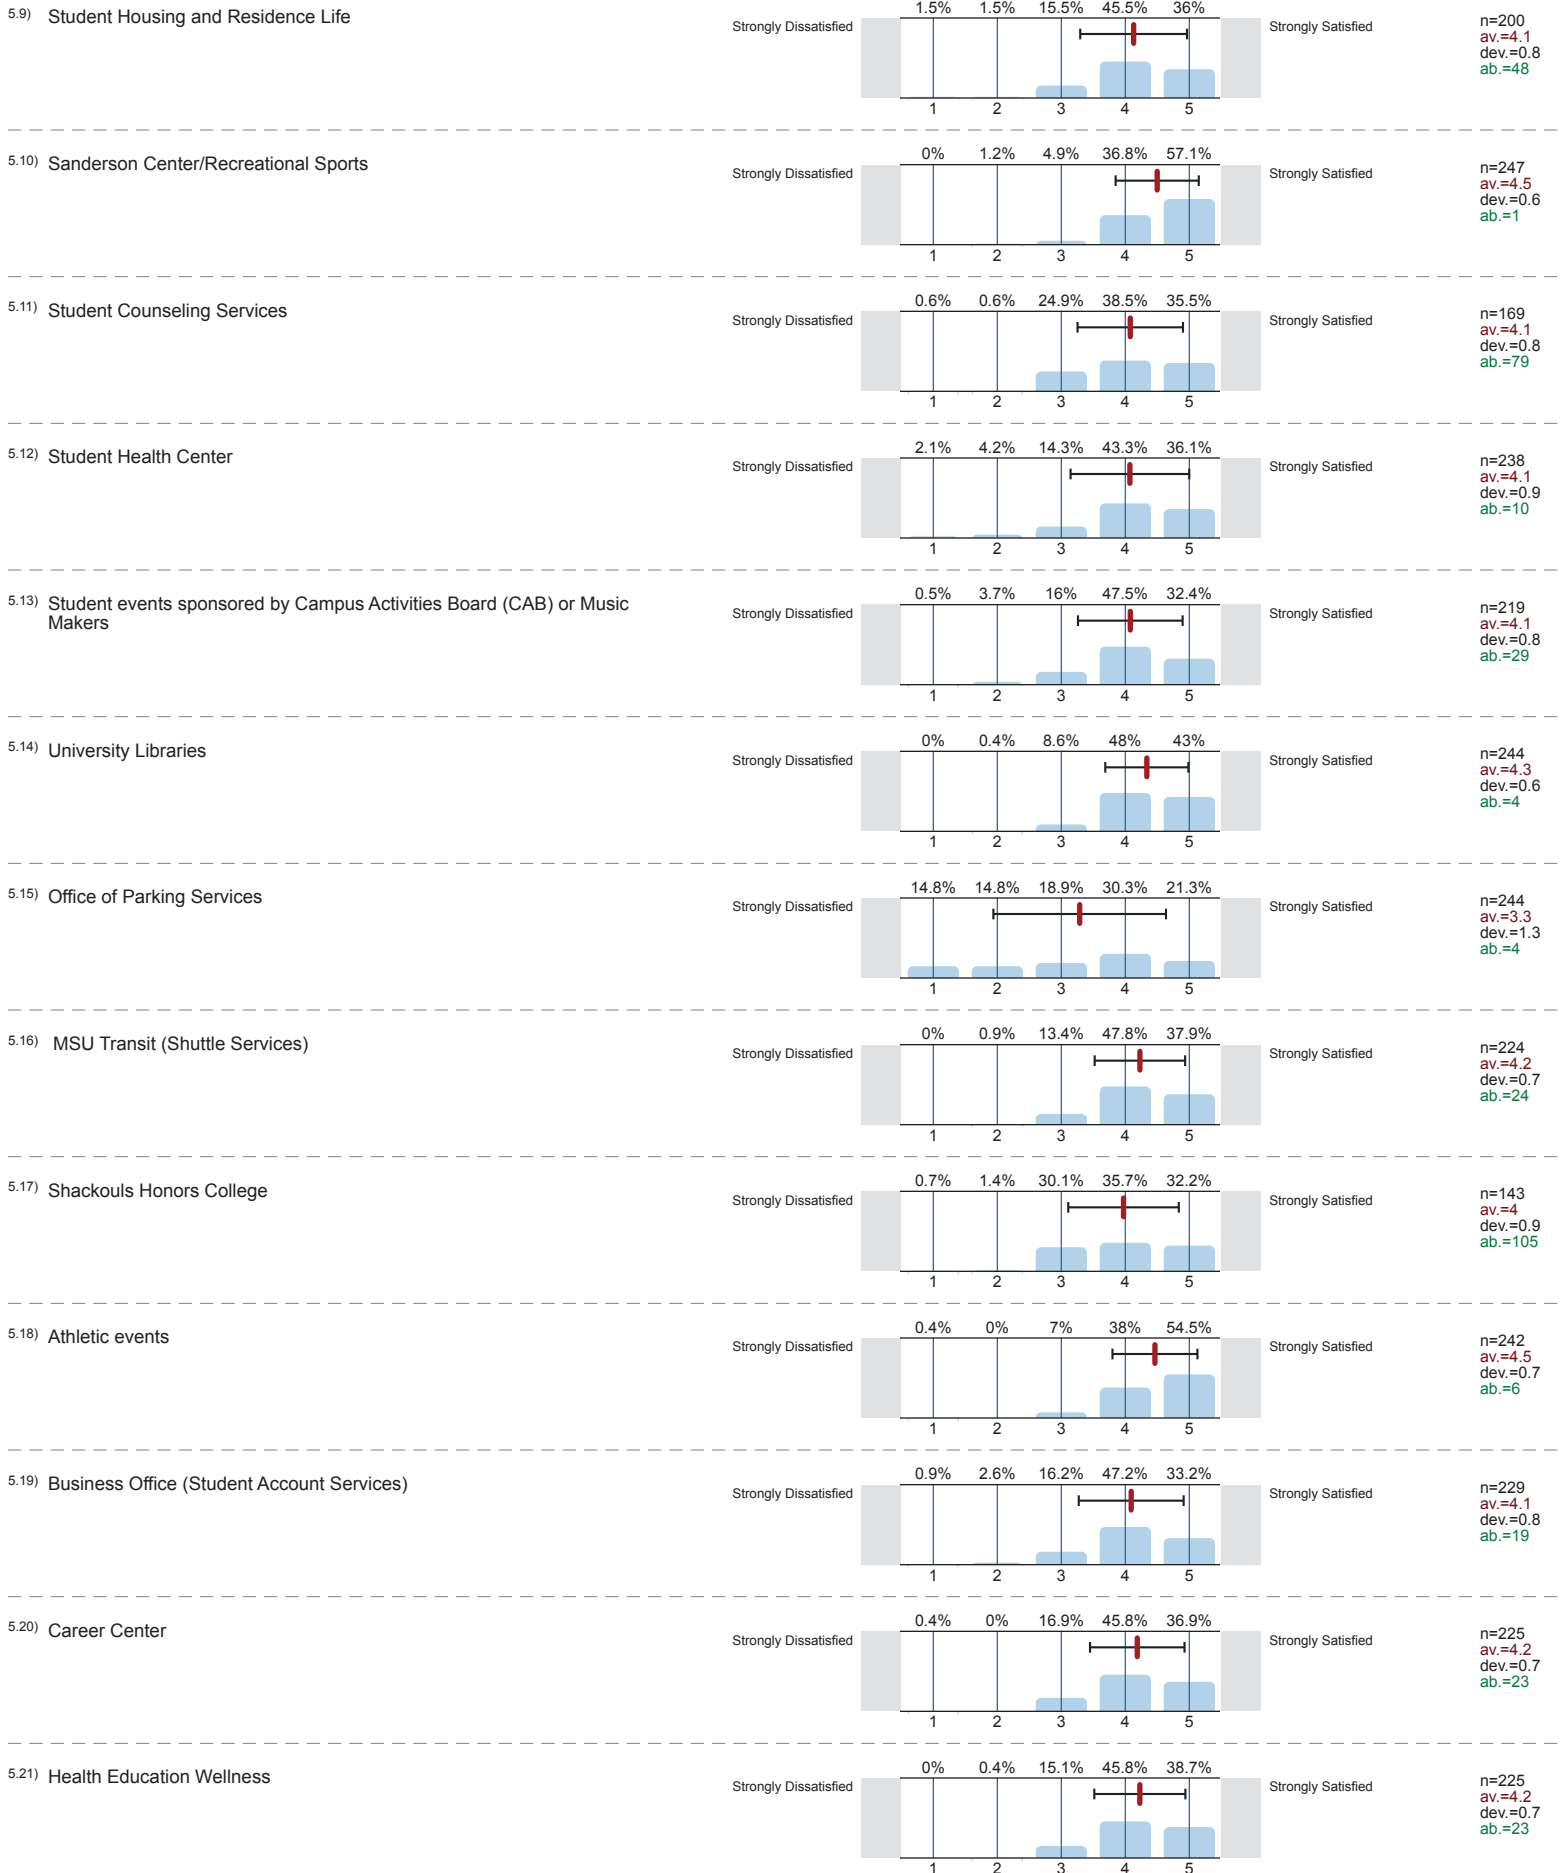 5.9) Student Housing and Residence Life
1.5% 1.5% 15.5% 45.5% 36%
Strongly Dissatisfied Strongly Satisfied
n=200
av.=4.1
dev.=0.8
ab.=48
1 2 3 4 5
5.10) Sanderson Center/Recreational Sports
0% 1.2% 4.9% 36.8% 57.1%
Strongly Dissatisfied Strongly Satisfied
n=247
av.=4.5
dev.=0.6
ab.=1
1 2 3 4 5
5.11) Student Counseling Services
0.6% 0.6% 24.9% 38.5% 35.5%
Strongly Dissatisfied Strongly Satisfied
n=169
av.=4.1
dev.=0.8
ab.=79
1 2 3 4 5
5.12) Student Health Center
2.1% 4.2% 14.3% 43.3% 36.1%
Strongly Dissatisfied Strongly Satisfied
n=238
av.=4.1
dev.=0.9
ab.=10
1 2 3 4 5
5.13) Student events sponsored by Campus Activities Board (CAB) or Music
Makers
0.5% 3.7% 16% 47.5% 32.4%
Strongly Dissatisfied Strongly Satisfied
n=219
av.=4.1
dev.=0.8
ab.=29
1 2 3 4 5
5.14) University Libraries
0% 0.4% 8.6% 48% 43%
Strongly Dissatisfied Strongly Satisfied
n=244
av.=4.3
dev.=0.6
ab.=4
1 2 3 4 5
5.15) Office of Parking Services
14.8% 14.8% 18.9% 30.3% 21.3%
Strongly Dissatisfied Strongly Satisfied
n=244
av.=3.3
dev.=1.3
ab.=4
1 2 3 4 5
5.16) MSU Transit (Shuttle Services)
0% 0.9% 13.4% 47.8% 37.9%
Strongly Dissatisfied Strongly Satisfied
n=224
av.=4.2
dev.=0.7
ab.=24
1 2 3 4 5
5.17) Shackouls Honors College
0.7% 1.4% 30.1% 35.7% 32.2%
Strongly Dissatisfied Strongly Satisfied
n=143
av.=4
dev.=0.9
ab.=105
1 2 3 4 5
5.18) Athletic events
0.4% 0% 7% 38% 54.5%
Strongly Dissatisfied Strongly Satisfied
n=242
av.=4.5
dev.=0.7
ab.=6
1 2 3 4 5
5.19) Business Office (Student Account Services)
0.9% 2.6% 16.2% 47.2% 33.2%
Strongly Dissatisfied Strongly Satisfied
n=229
av.=4.1
dev.=0.8
ab.=19
1 2 3 4 5
5.20) Career Center
0.4% 0% 16.9% 45.8% 36.9%
Strongly Dissatisfied Strongly Satisfied
n=225
av.=4.2
dev.=0.7
ab.=23
1 2 3 4 5
5.21) Health Education Wellness
0% 0.4% 15.1% 45.8% 38.7%
Strongly Dissatisfied Strongly Satisfied
n=225
av.=4.2
dev.=0.7
ab.=23
1 2 3 4 5